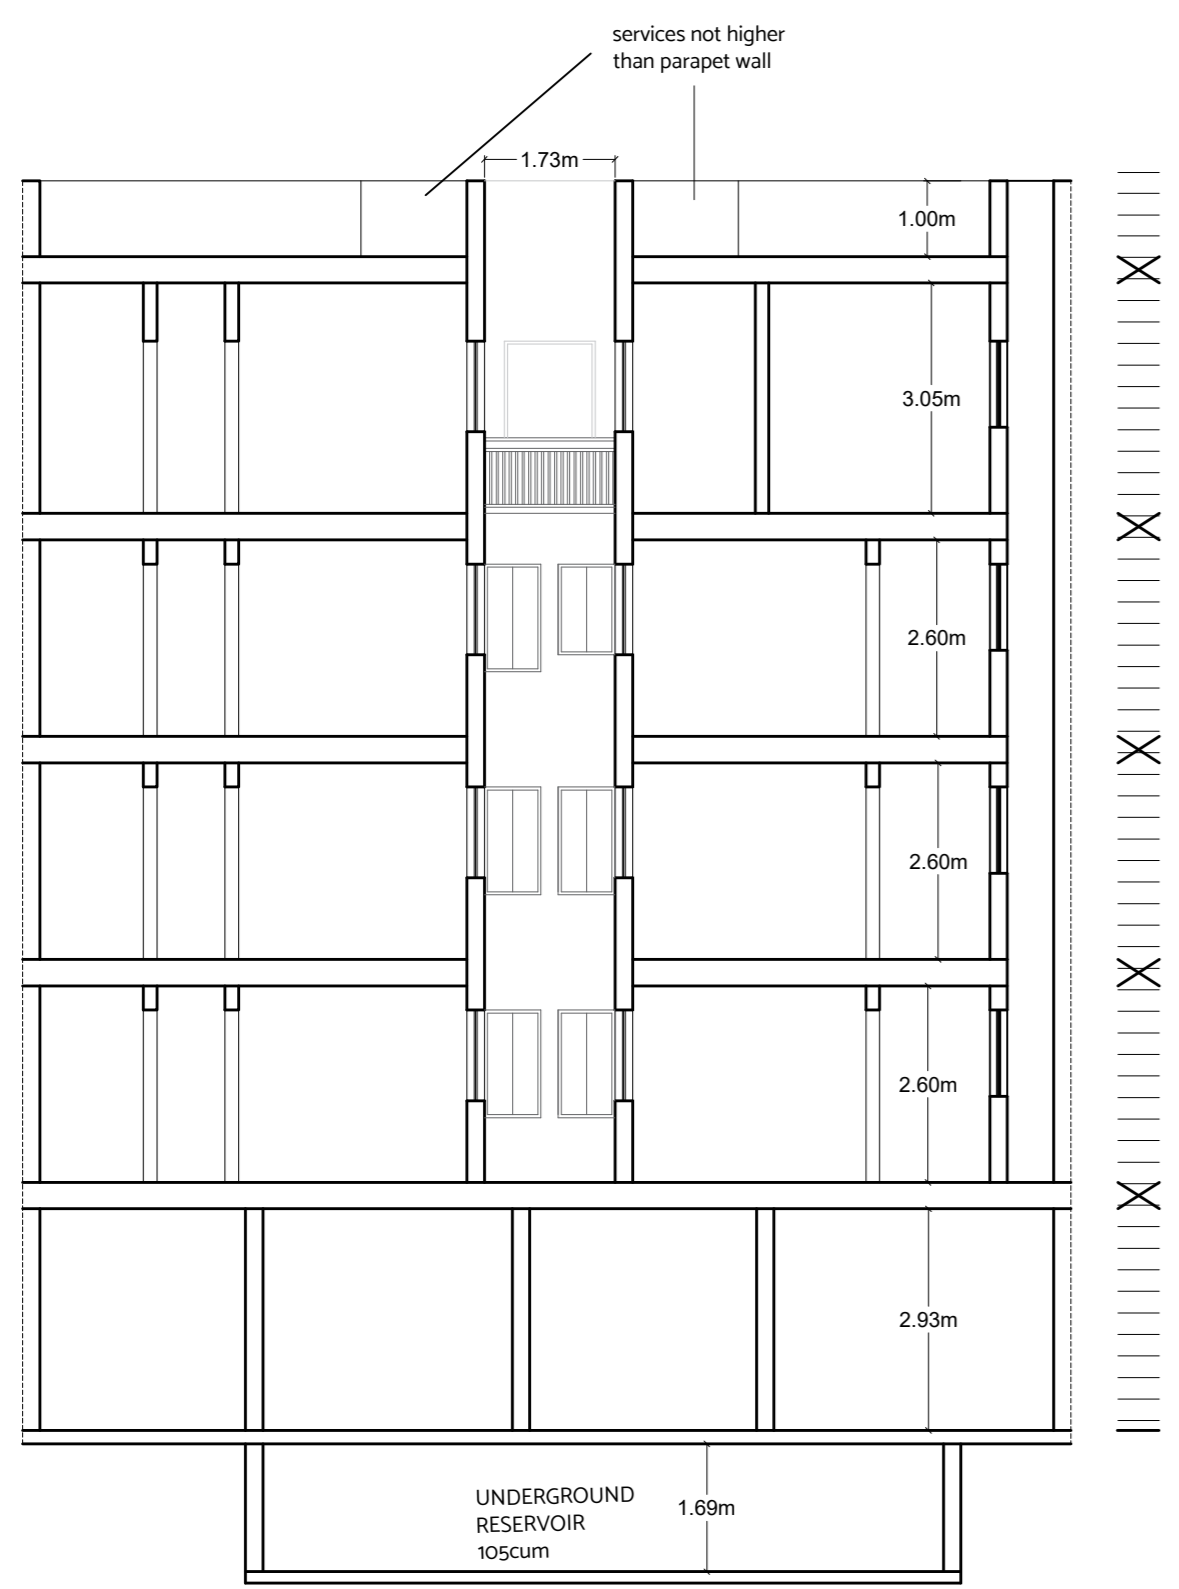 services not higher
than parapet wall
1.73m
1.00m
3.05m
2.60m
2.60m
2.60m
2.93m
UNDERGROUND
RESERVOIR
105cum
1.69m